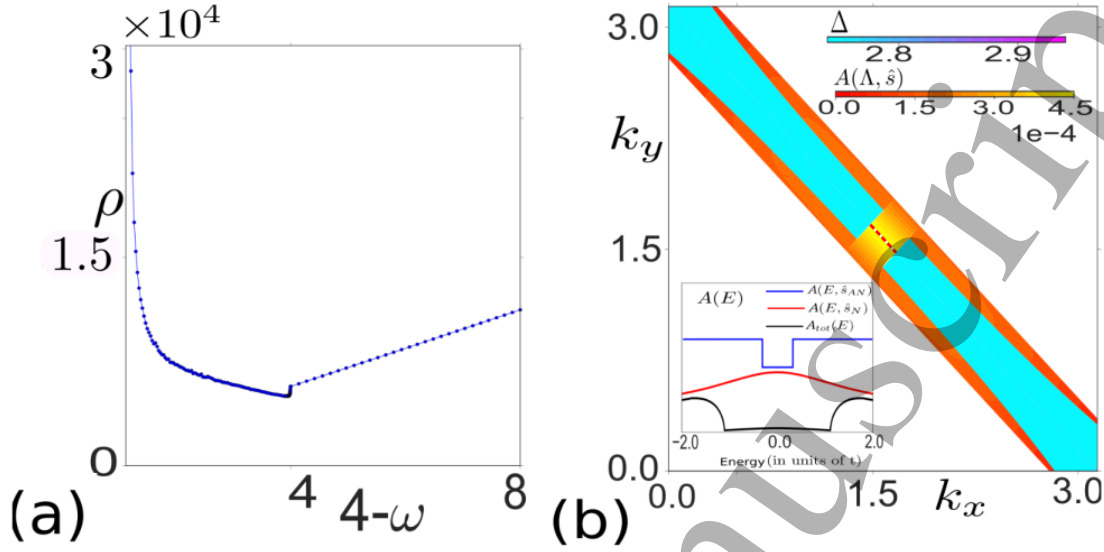 ×10⁴
3
ρ
1.5
0
4
8
4-ω
(a)
3.0
k_y
1.5
0.0
Δ
2.8 2.9
A(Λ, ŝ)
0.0 1.5 3.0 4.5
1e−4
A(E)
A(E, ŝ_AN)
A(E, ŝ_N)
A_tot(E)
−2.0 0.0 2.0
Energy (in units of t)
0.0 1.5 3.0
k_x
(b)
uscrip